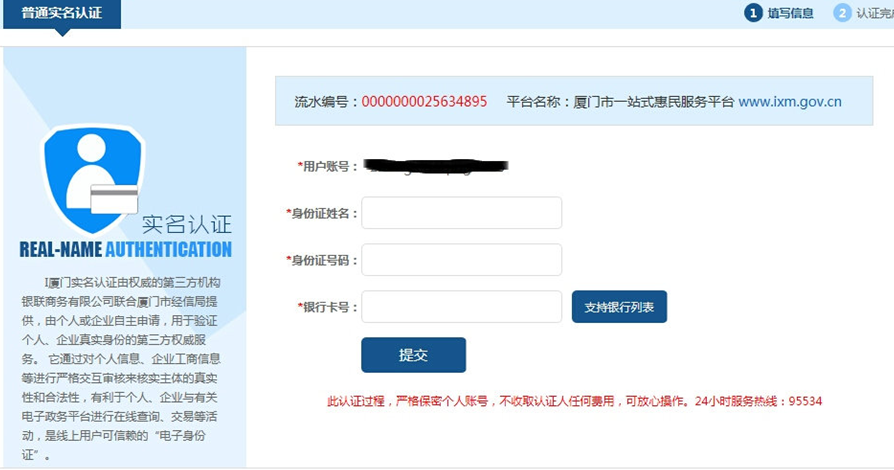 普通实名认证
1 填写信息
2 认证完成
流水编号：0000000025634895 平台名称：厦门市一站式惠民服务平台 www.ixm.gov.cn
*用户账号：
*身份证姓名：
*身份证号码：
*银行卡号：
支持银行列表
提交
此认证过程，严格保密个人账号，不收取认证人任何费用，可放心操作。24小时服务热线：95534
实名认证
REAL-NAME AUTHENTICATION
I厦门实名认证由权威的第三方机构
银联商务有限公司联合厦门市经信局提
供，由个人或企业自主申请，用于验证
个人、企业真实身份的第三方权威服
务。 它通过对个人信息、企业工商信息
等进行严格交互审核来核实主体的真实
性和合法性，有利于个人、企业与有关
电子政务平台进行在线查询、交易等活
动，是线上用户可信赖的“电子身份
证”。